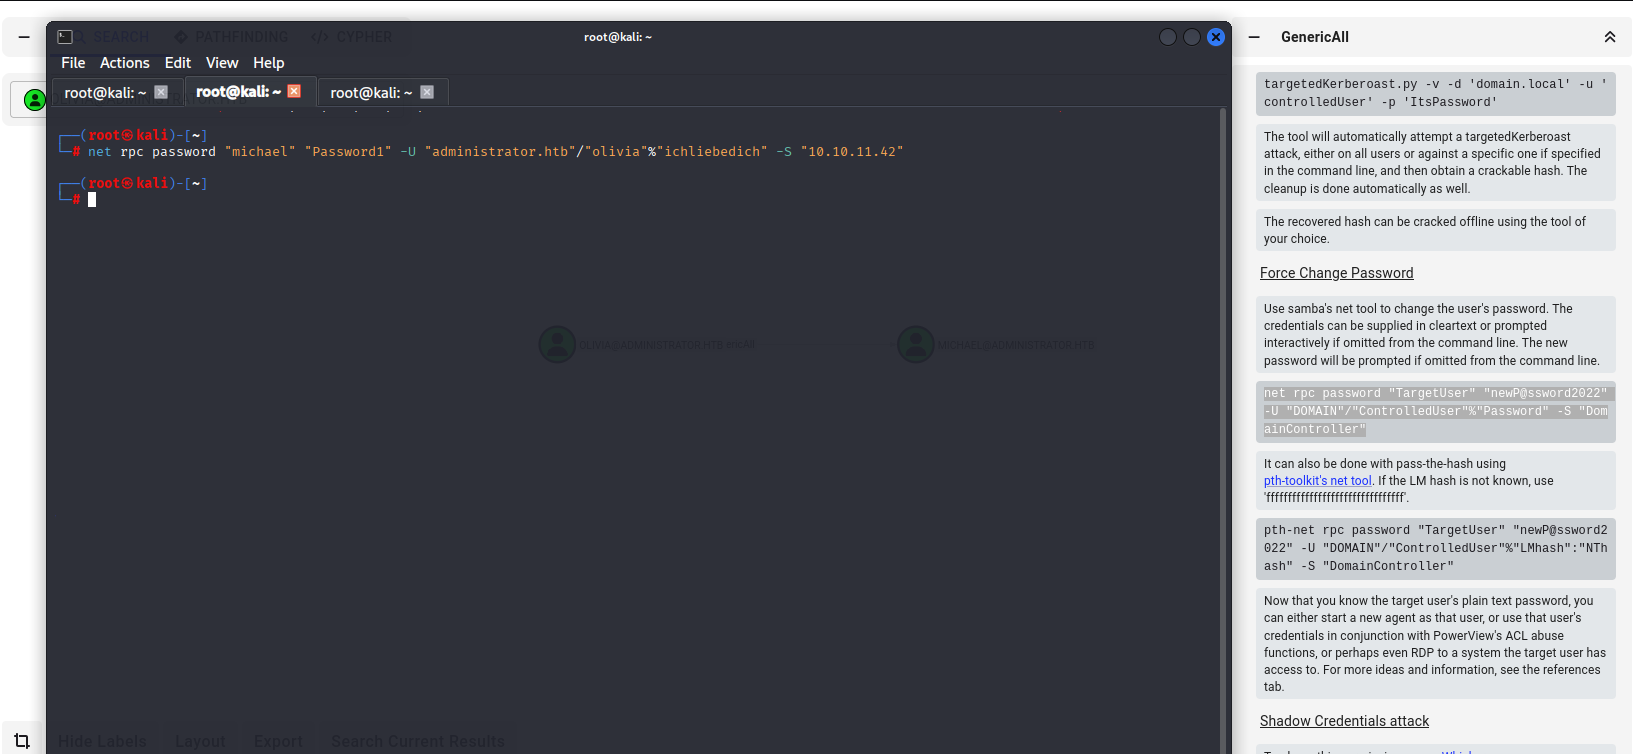 SEARCH
PATHFINDING
CYPHER
root@kali: ~
File Actions Edit View Help
root@kali: ~
root@kali: ~
root@kali: ~
┌──(root㉿kali)-[~]
└─# net rpc password "michael" "Password1" -U "administrator.htb"/"olivia"%"ichliebedich" -S "10.10.11.42"
┌──(root㉿kali)-[~]
└─#
OLIVIA@ADMINISTRATOR.HTB
MICHAEL@ADMINISTRATOR.HTB
Hide Labels
Layout
Export
Search Current Results
GenericAll
targetedKerberoast.py -v -d 'domain.local' -u '
controlledUser' -p 'ItsPassword'
The tool will automatically attempt a targetedKerberoast
attack, either on all users or against a specific one if specified
in the command line, and then obtain a crackable hash. The
cleanup is done automatically as well.
The recovered hash can be cracked offline using the tool of
your choice.
Force Change Password
Use samba's net tool to change the user's password. The
credentials can be supplied in cleartext or prompted
interactively if omitted from the command line. The new
password will be prompted if omitted from the command line.
net rpc password "TargetUser" "newP@ssword2022"
-U "DOMAIN"/"ControlledUser"%"Password" -S "Dom
ainController"
It can also be done with pass-the-hash using
pth-toolkit's net tool. If the LM hash is not known, use
'ffffffffffffffffffffffffffffffff'.
pth-net rpc password "TargetUser" "newP@ssword2
022" -U "DOMAIN"/"ControlledUser"%"LMhash":"NTh
ash" -S "DomainController"
Now that you know the target user's plain text password, you
can either start a new agent as that user, or use that user's
credentials in conjunction with PowerView's ACL abuse
functions, or perhaps even RDP to a system the target user has
access to. For more ideas and information, see the references
tab.
Shadow Credentials attack